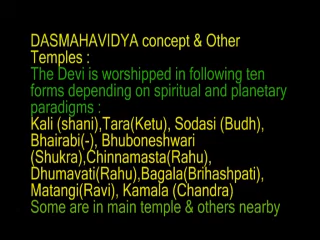 DASMAHAVIDYA concept & Other
Temples :
The Devi is worshipped in following ten
forms depending on spiritual and planetary
paradigms :
Kali (shani),Tara(Ketu), Sodasi (Budh),
Bhairabi(-), Bhuboneshwari
(Shukra),Chinnamasta(Rahu),
Dhumavati(Rahu),Bagala(Brihashpati),
Matangi(Ravi), Kamala (Chandra)
Some are in main temple & others nearby